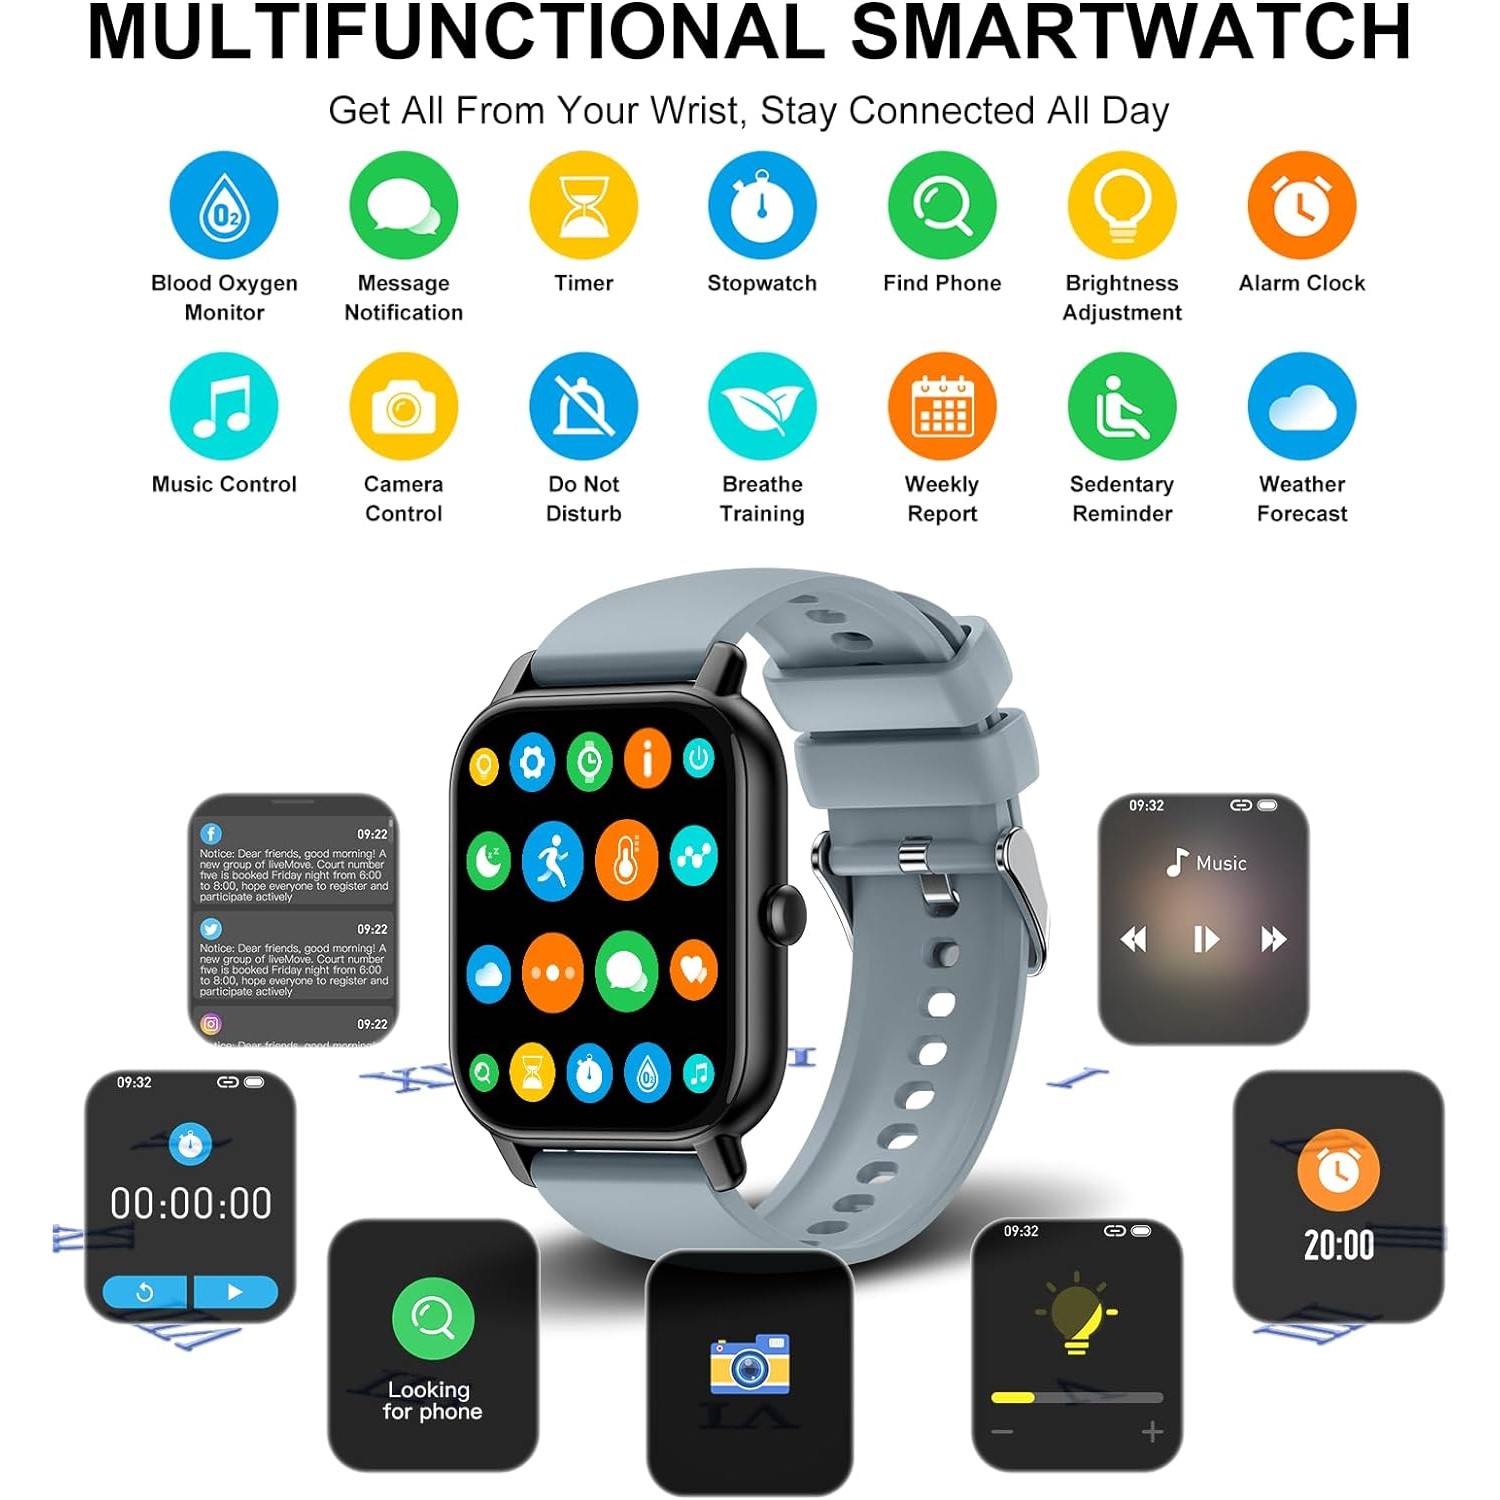 MULTIFUNCTIONAL SMARTWATCH
Get All From Your Wrist, Stay Connected All Day
Blood Oxygen
Monitor
Message
Notification
Timer
Stopwatch
Find Phone
Brightness
Adjustment
Alarm Clock
Music Control
Camera
Control
Do Not
Disturb
Breathe
Training
Weekly
Report
Sedentary
Reminder
Weather
Forecast
09:22
Notice: Dear friends, good morning! A
new group of liveMove. Court number
five is booked Friday night from 6:00
to 8:00, hope everyone to register and
participate actively
09:22
Notice: Dear friends, good morning! A
new group of liveMove. Court number
five is booked Friday night from 6:00
to 8:00, hope everyone to register and
participate actively
09:22
Notice: Dear friends, good morning!
09:32
Music
09:32
00:00:00
Looking
for phone
09:32
20:00
VI